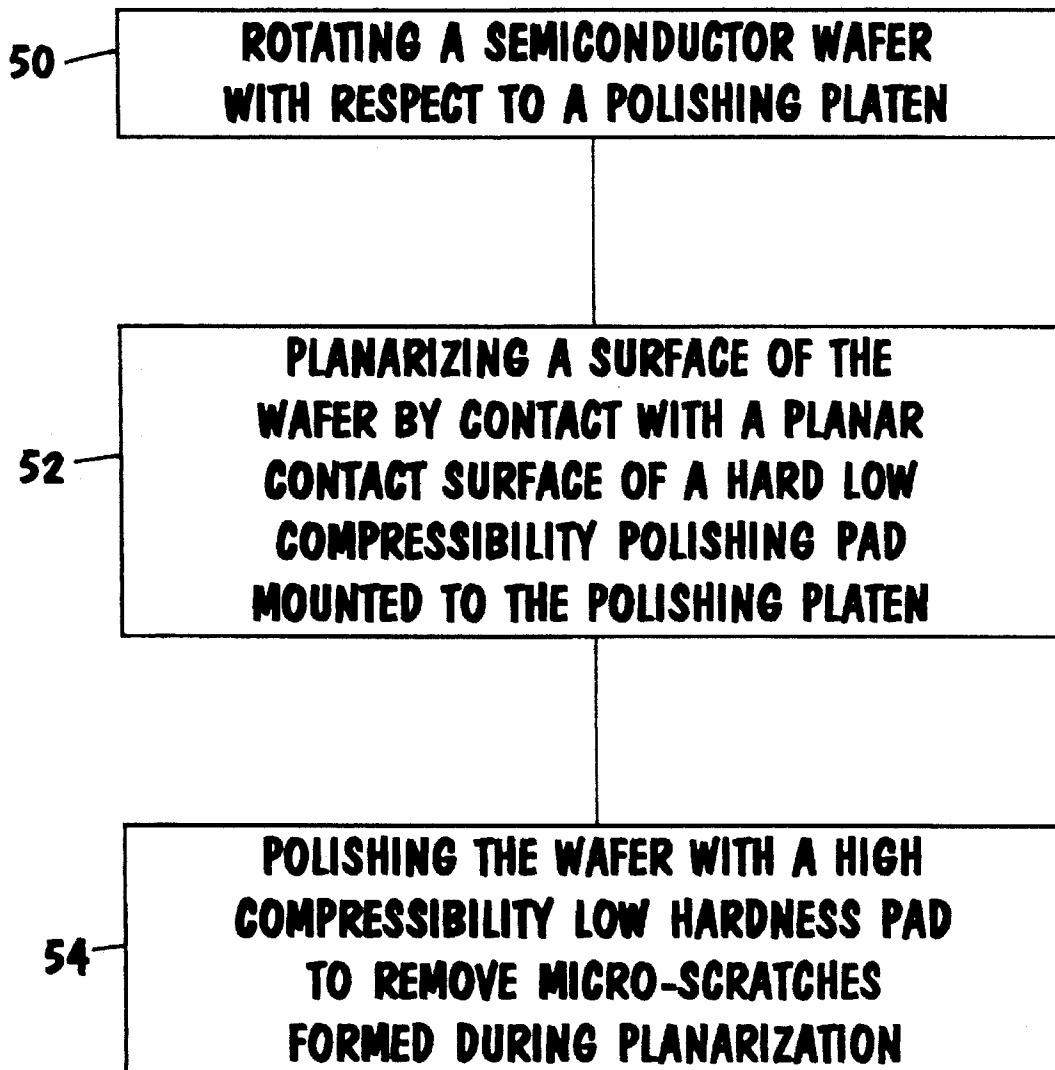 50
ROTATING A SEMICONDUCTOR WAFER
WITH RESPECT TO A POLISHING PLATEN
52
PLANARIZING A SURFACE OF THE
WAFER BY CONTACT WITH A PLANAR
CONTACT SURFACE OF A HARD LOW
COMPRESSIBILITY POLISHING PAD
MOUNTED TO THE POLISHING PLATEN
54
POLISHING THE WAFER WITH A HIGH
COMPRESSIBILITY LOW HARDNESS PAD
TO REMOVE MICRO-SCRATCHES
FORMED DURING PLANARIZATION